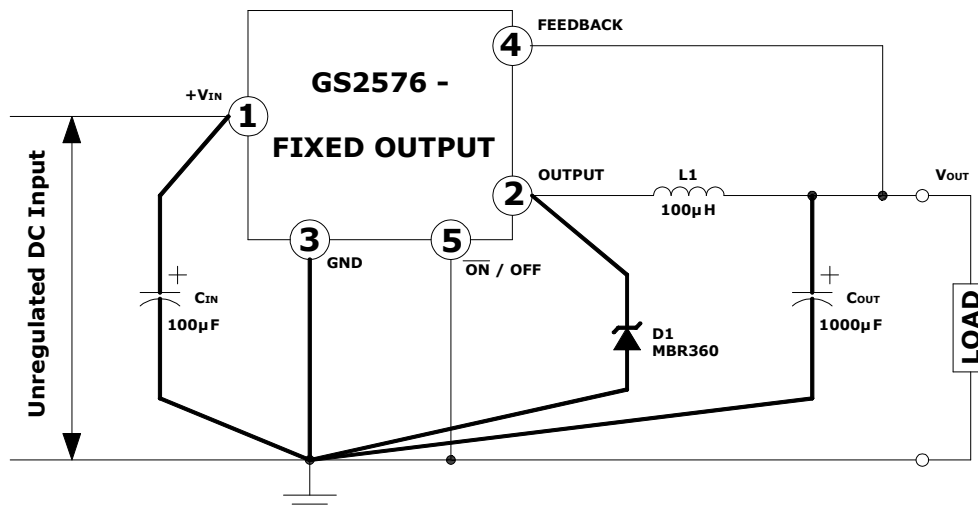 FEEDBACK
4
GS2576 -
+VIN
1
FIXED OUTPUT
OUTPUT
2
L1
100µH
VOUT
3
GND
5
ON / OFF
Unregulated DC Input
CIN
100µF
D1
MBR360
COUT
1000µF
LOAD